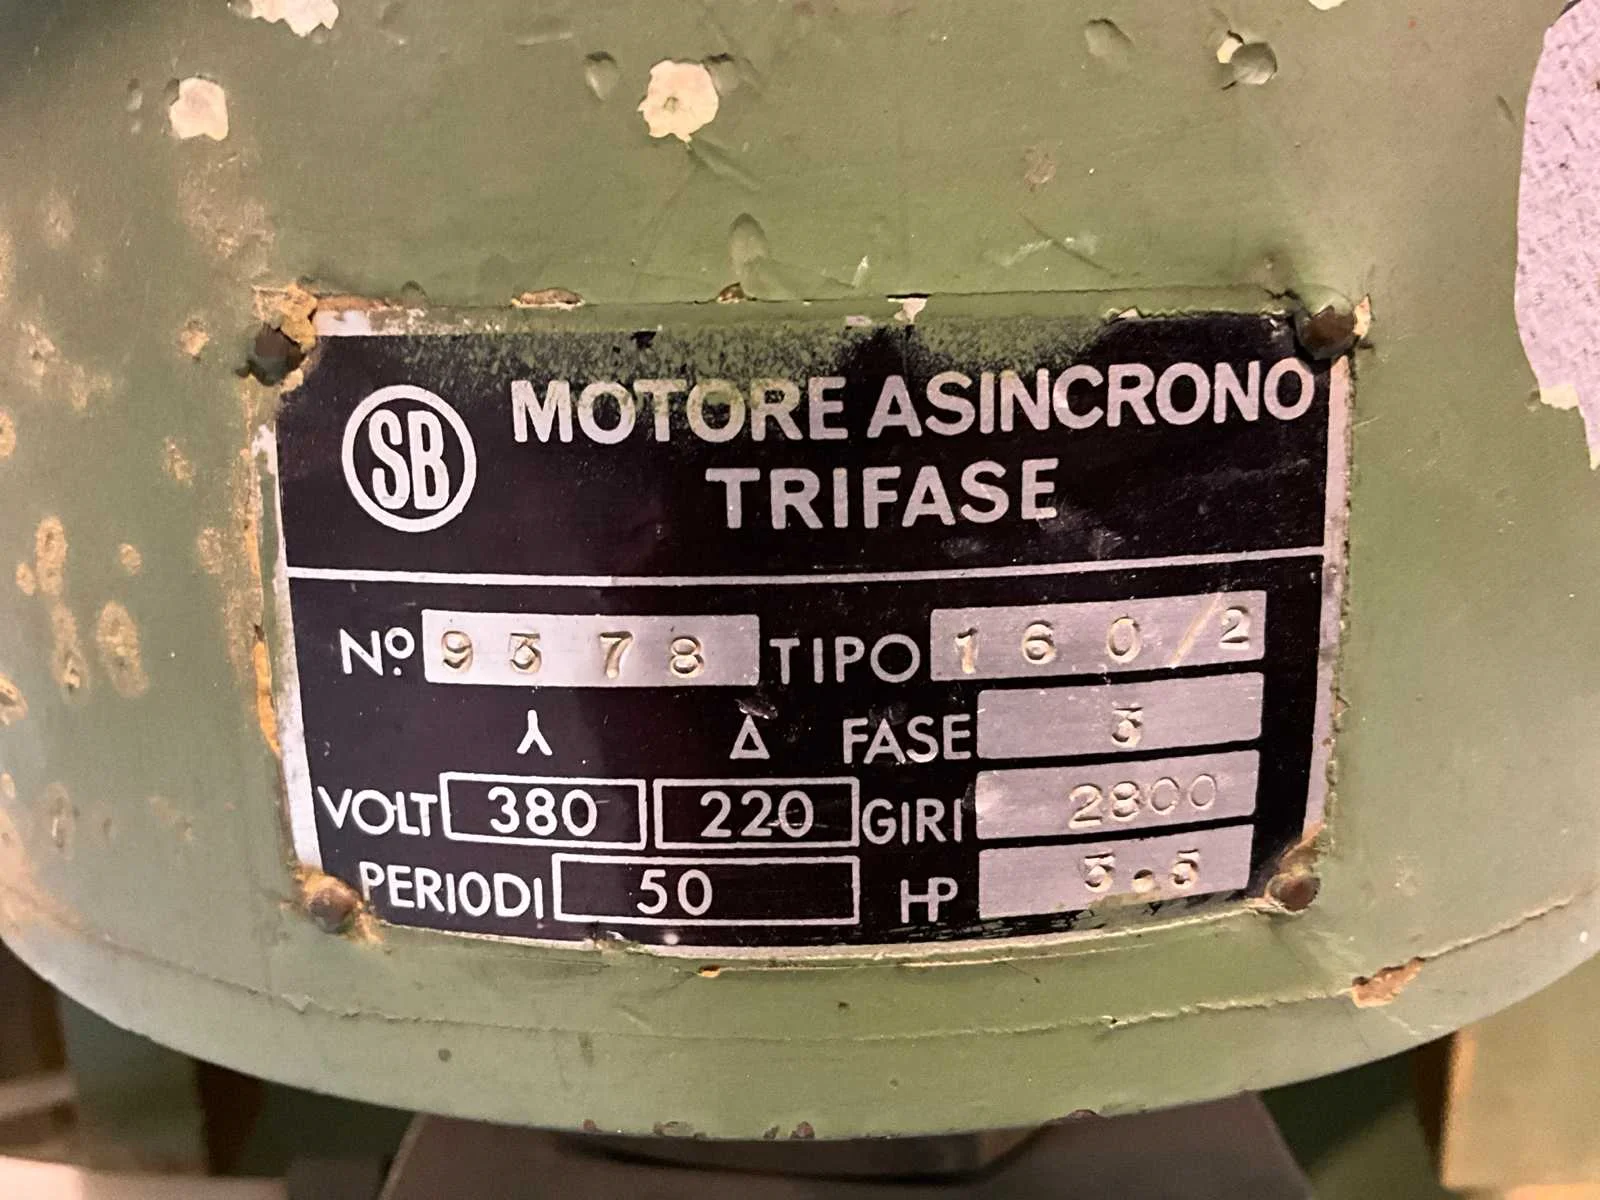 SB MOTORE ASINCRONO
TRIFASE
Nº 9378 TIPO 160/2
⅄ Δ FASE 3
VOLT 380 220 GIRI 2800
PERIODI 50 HP 3.5